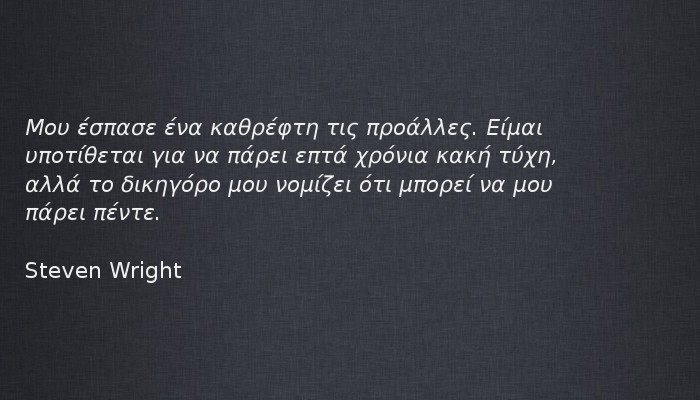 Μου έσπασε ένα καθρέφτη τις προάλλες. Είμαι
υποτίθεται για να πάρει επτά χρόνια κακή τύχη,
αλλά το δικηγόρο μου νομίζει ότι μπορεί να μου
πάρει πέντε.
Steven Wright